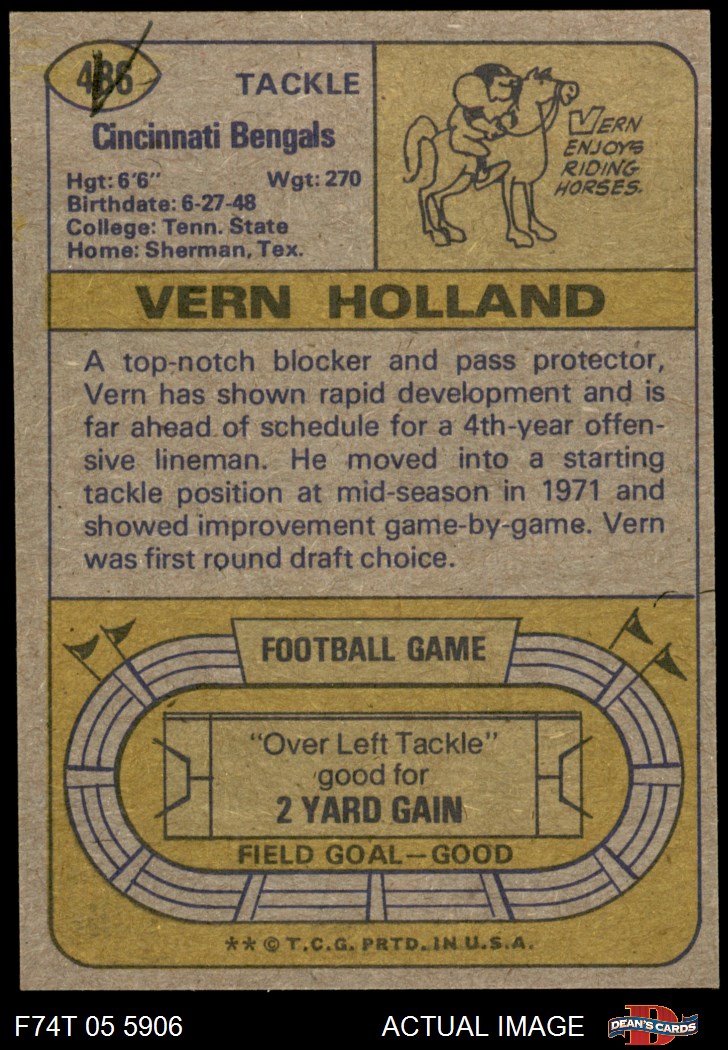 486
TACKLE
Cincinnati Bengals
Hgt: 6'6" Wgt: 270
Birthdate: 6-27-48
College: Tenn. State
Home: Sherman, Tex.
VERN
ENJOYS
RIDING
HORSES.
VERN HOLLAND
A top-notch blocker and pass protector,
Vern has shown rapid development and is
far ahead of schedule for a 4th-year offen-
sive lineman. He moved into a starting
tackle position at mid-season in 1971 and
showed improvement game-by-game. Vern
was first round draft choice.
FOOTBALL GAME
"Over Left Tackle"
good for
2 YARD GAIN
FIELD GOAL—GOOD
** © T.C.G. PRTD. IN U.S.A.
F74T 05 5906 ACTUAL IMAGE D DEAN'S CARDS